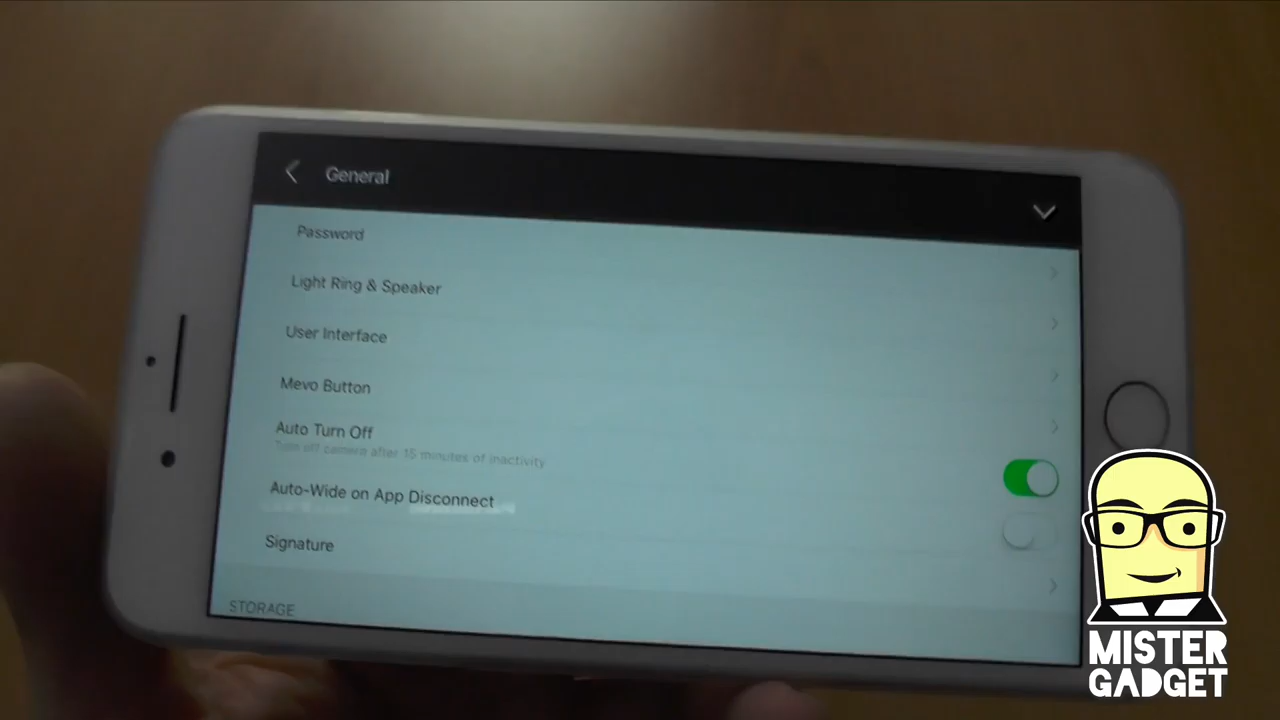 General
Password
Light Ring & Speaker
User Interface
Mevo Button
Auto Turn Off
Turn off camera after 15 minutes of inactivity
Auto-Wide on App Disconnect
Signature
STORAGE
MISTER
GADGET